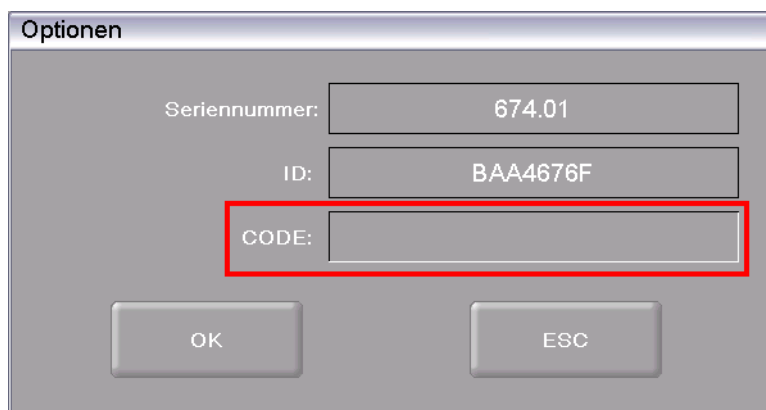 Optionen
Seriennummer: 674.01
ID: BAA4676F
CODE:
OK ESC